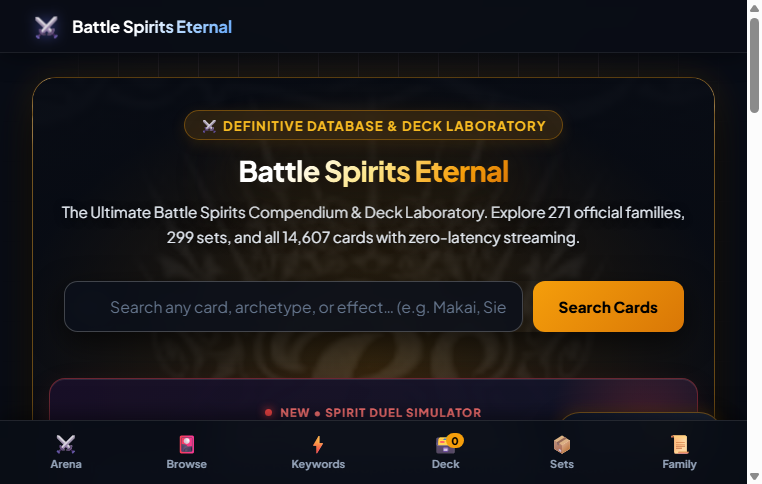 Battle Spirits Eternal
DEFINITIVE DATABASE & DECK LABORATORY
Battle Spirits Eternal
The Ultimate Battle Spirits Compendium & Deck Laboratory. Explore 271 official families,
299 sets, and all 14,607 cards with zero-latency streaming.
Search any card, archetype, or effect... (e.g. Makai, Sie
Search Cards
NEW ● SPIRIT DUEL SIMULATOR
0
Arena
Browse
Keywords
Deck
Sets
Family